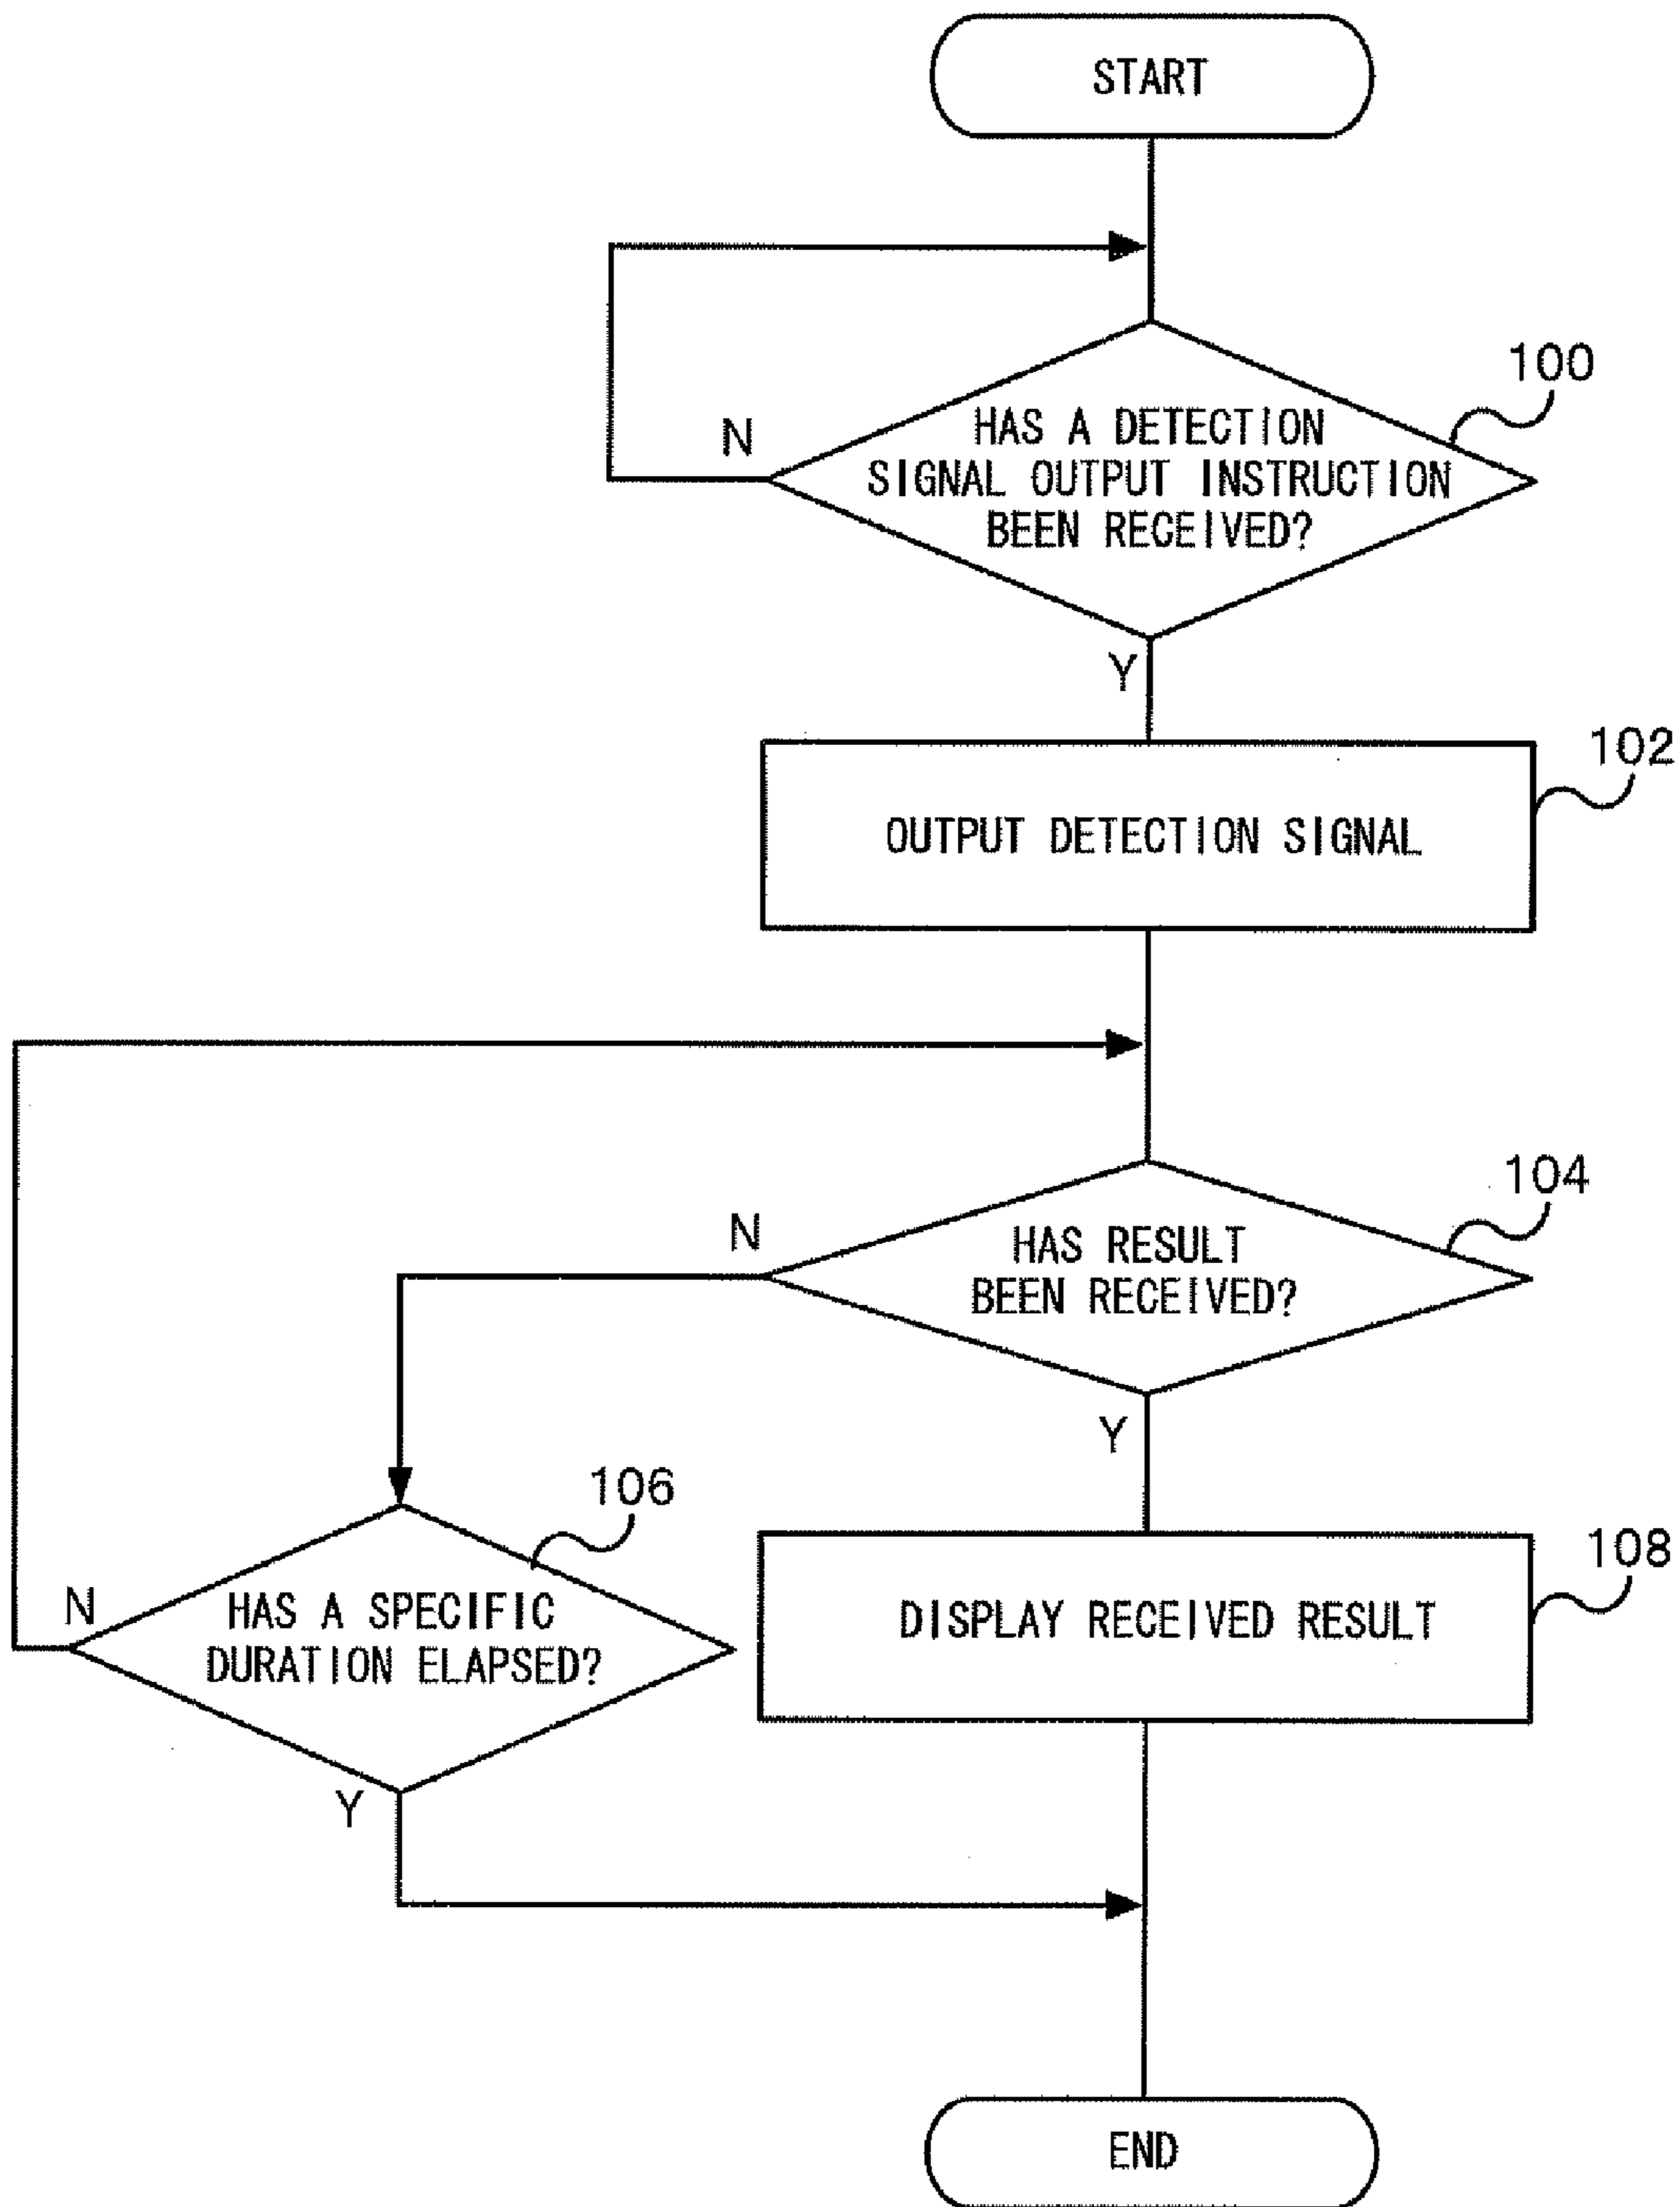 START
100
HAS A DETECTION
N
SIGNAL OUTPUT INSTRUCTION
BEEN RECEIVED?
Y
102
OUTPUT DETECTION SIGNAL
104
N
HAS RESULT
BEEN RECEIVED?
Y
106
N
HAS A SPECIFIC
DURATION ELAPSED?
Y
108
DISPLAY RECEIVED RESULT
END